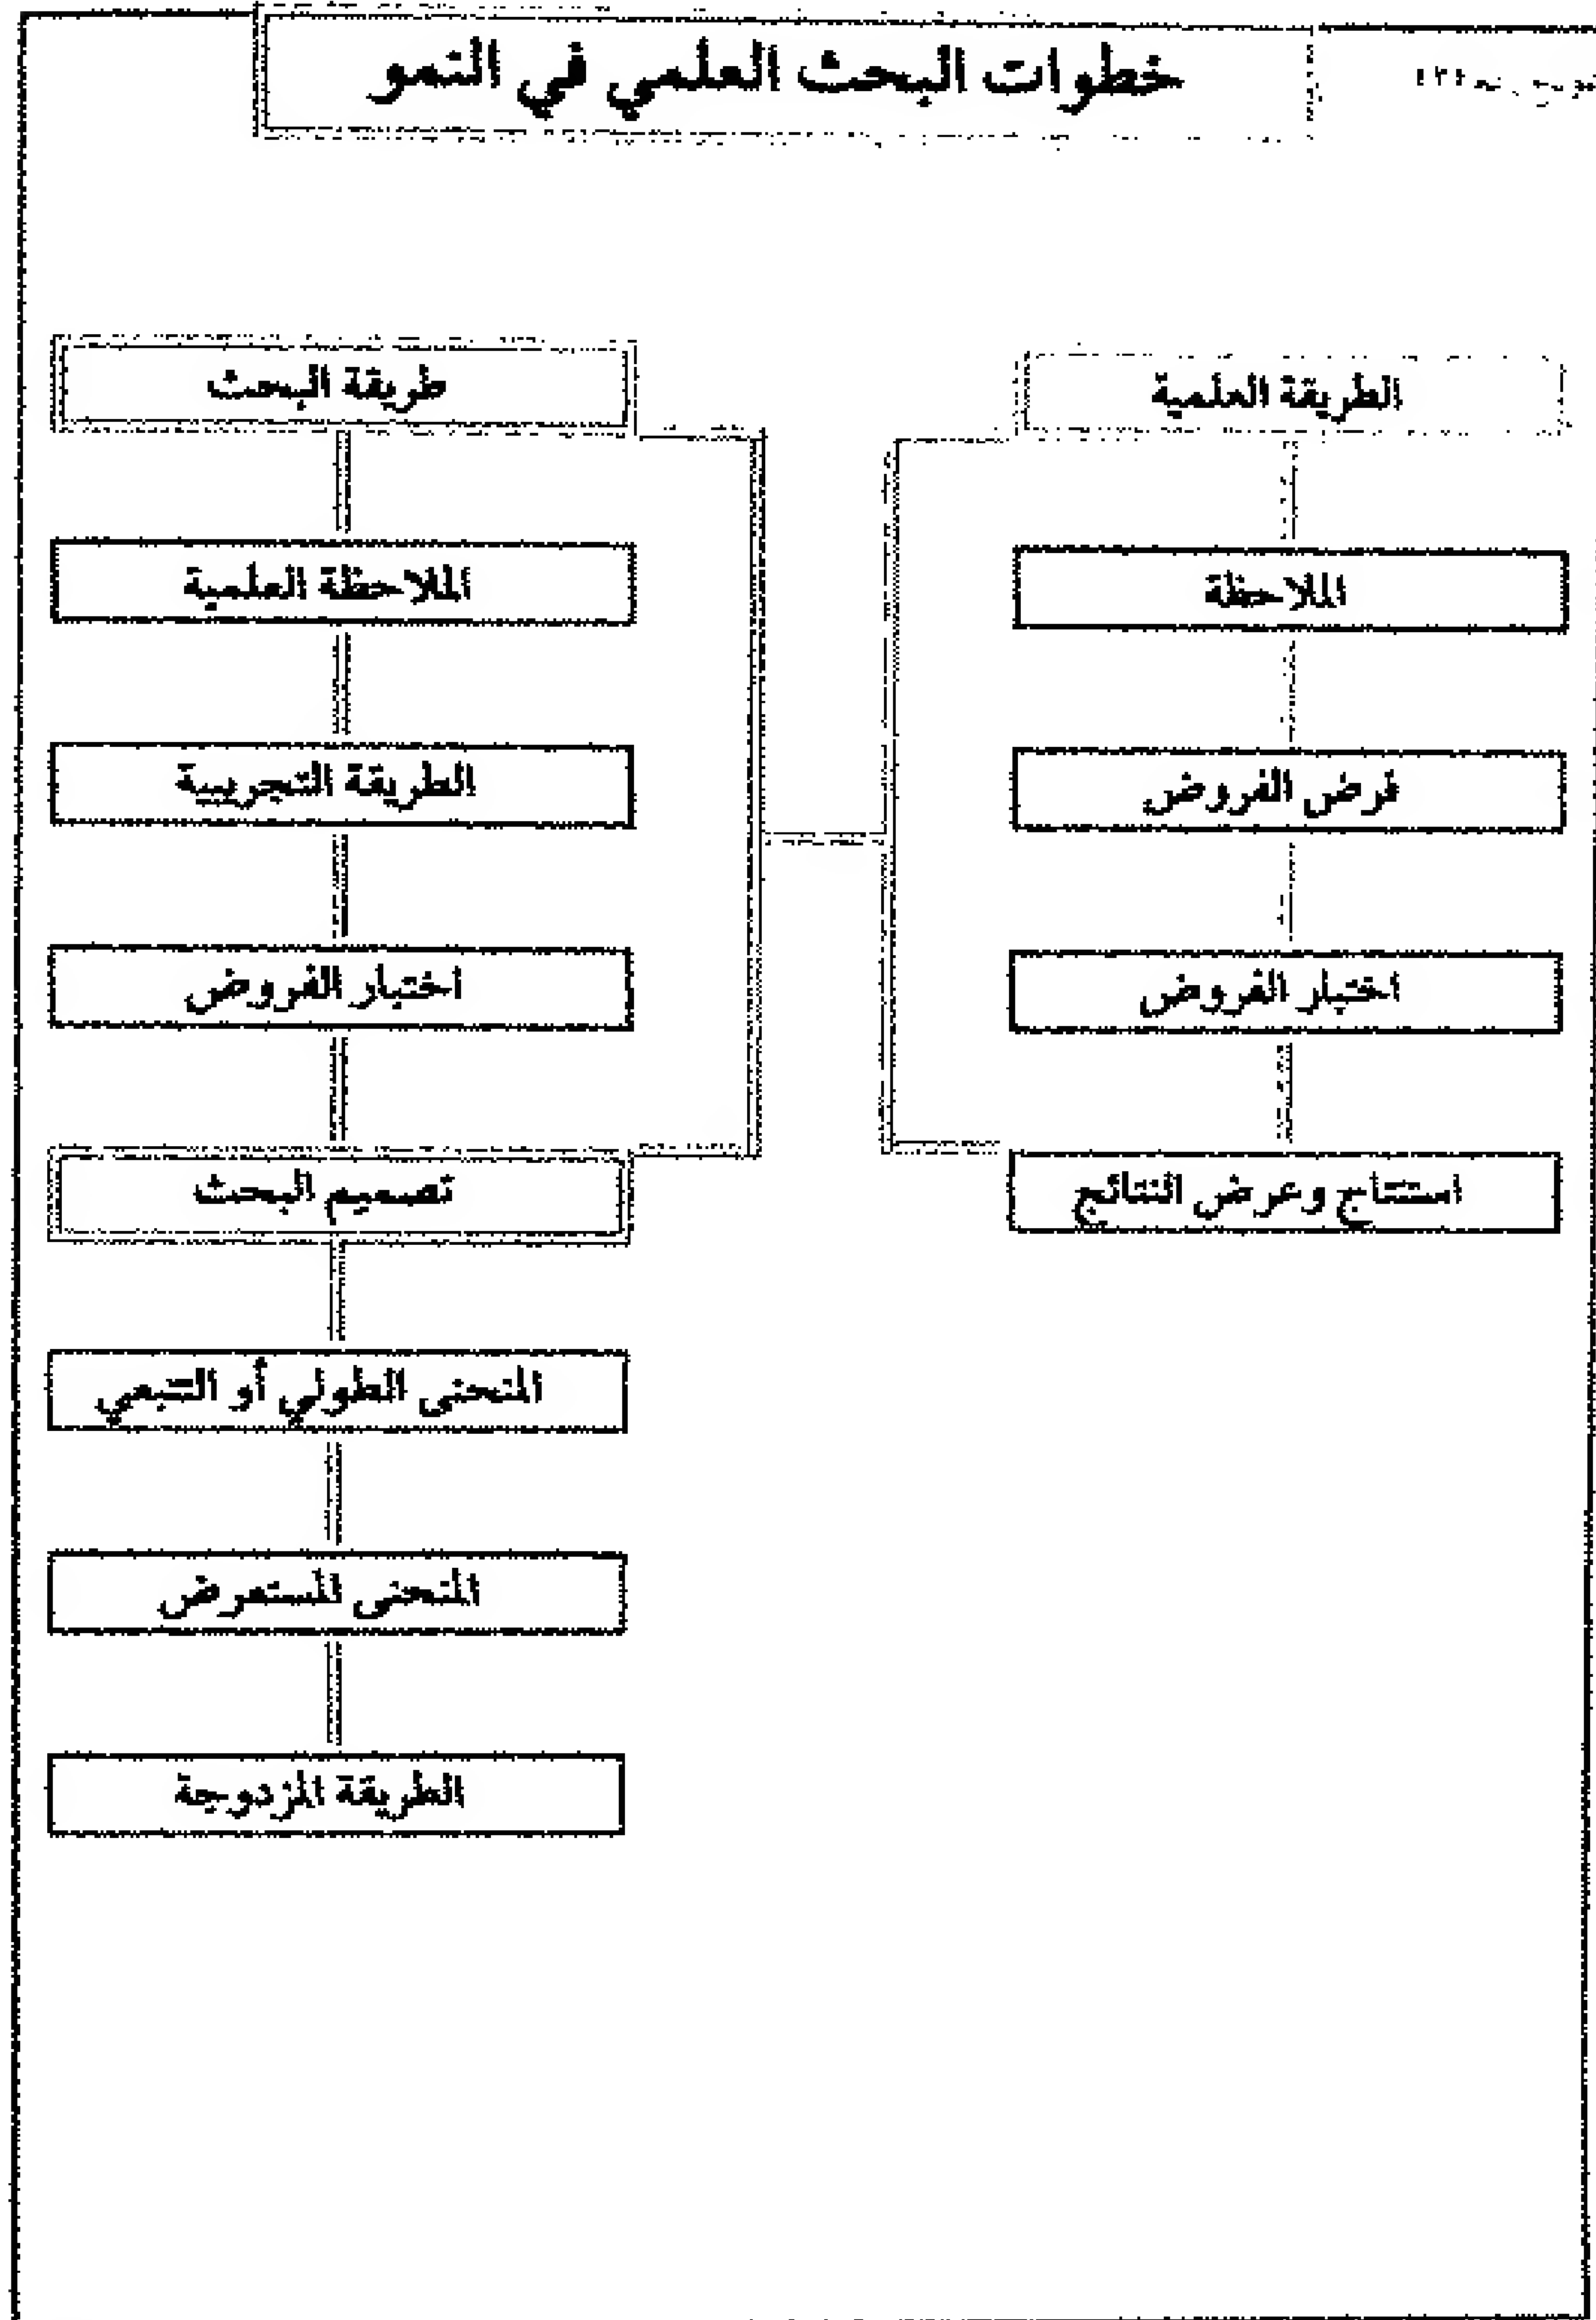 خطوات البحث العلمي في النمو
الطريقة العلمية
الملاحظة
فرض الفروض
اختبار الفروض
استنتاج وعرض النتائج
طريقة البحث
الملاحظة العلمية
الطريقة التجريبية
اختبار الفروض
تصميم البحث
المنحنى الطولي أو التتبعي
المنحنى المستعرض
الطريقة المزدوجة